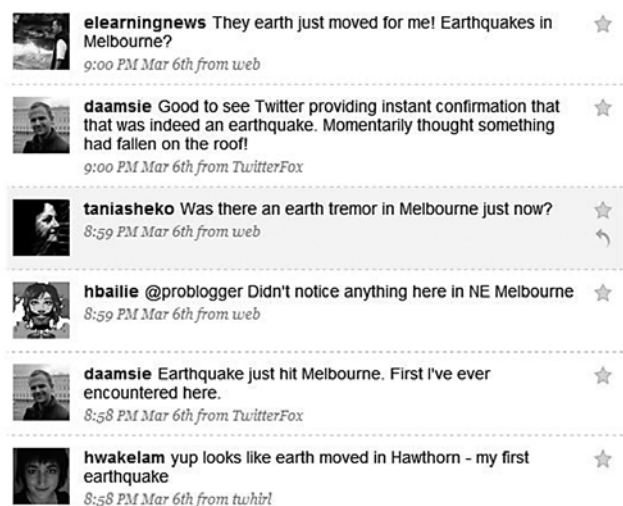 elearningnews They earth just moved for me! Earthquakes in
Melbourne?
9:00 PM Mar 6th from web
daamsie Good to see Twitter providing instant confirmation that
that was indeed an earthquake. Momentarily thought something
had fallen on the roof!
9:00 PM Mar 6th from TwitterFox
taniasheko Was there an earth tremor in Melbourne just now?
8:59 PM Mar 6th from web
hbailie @problogger Didn't notice anything here in NE Melbourne
8:59 PM Mar 6th from web
daamsie Earthquake just hit Melbourne. First I've ever
encountered here.
8:58 PM Mar 6th from TwitterFox
hwakelam yup looks like earth moved in Hawthorn - my first
earthquake
8:58 PM Mar 6th from twhirl